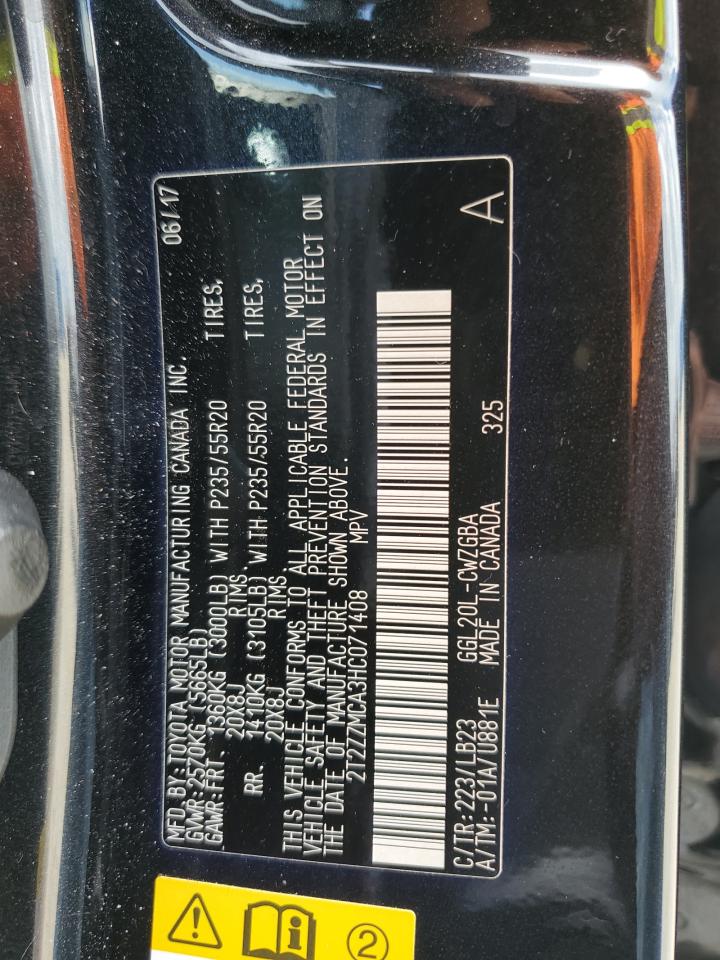 MFD.BY:TOYOTA MOTOR MANUFACTURING CANADA INC. 06/17
GVWR:2570KG (5665LB)
GAWR:FRT 1360KG (3000LB) WITH P235/55R20 TIRES,
20X8J RIMS
RR. 1410KG (3105LB) WITH P235/55R20 TIRES,
20X8J RIMS
THIS VEHICLE CONFORMS TO ALL APPLICABLE FEDERAL MOTOR
VEHICLE SAFETY AND THEFT PREVENTION STANDARDS IN EFFECT ON
THE DATE OF MANUFACTURE SHOWN ABOVE.
2T2ZZMCA3HC071408 MPV
A
C/TR:223/LB23 GGL20L-CWZGBA 325
A/TM:-01A/U881E MADE IN CANADA
2